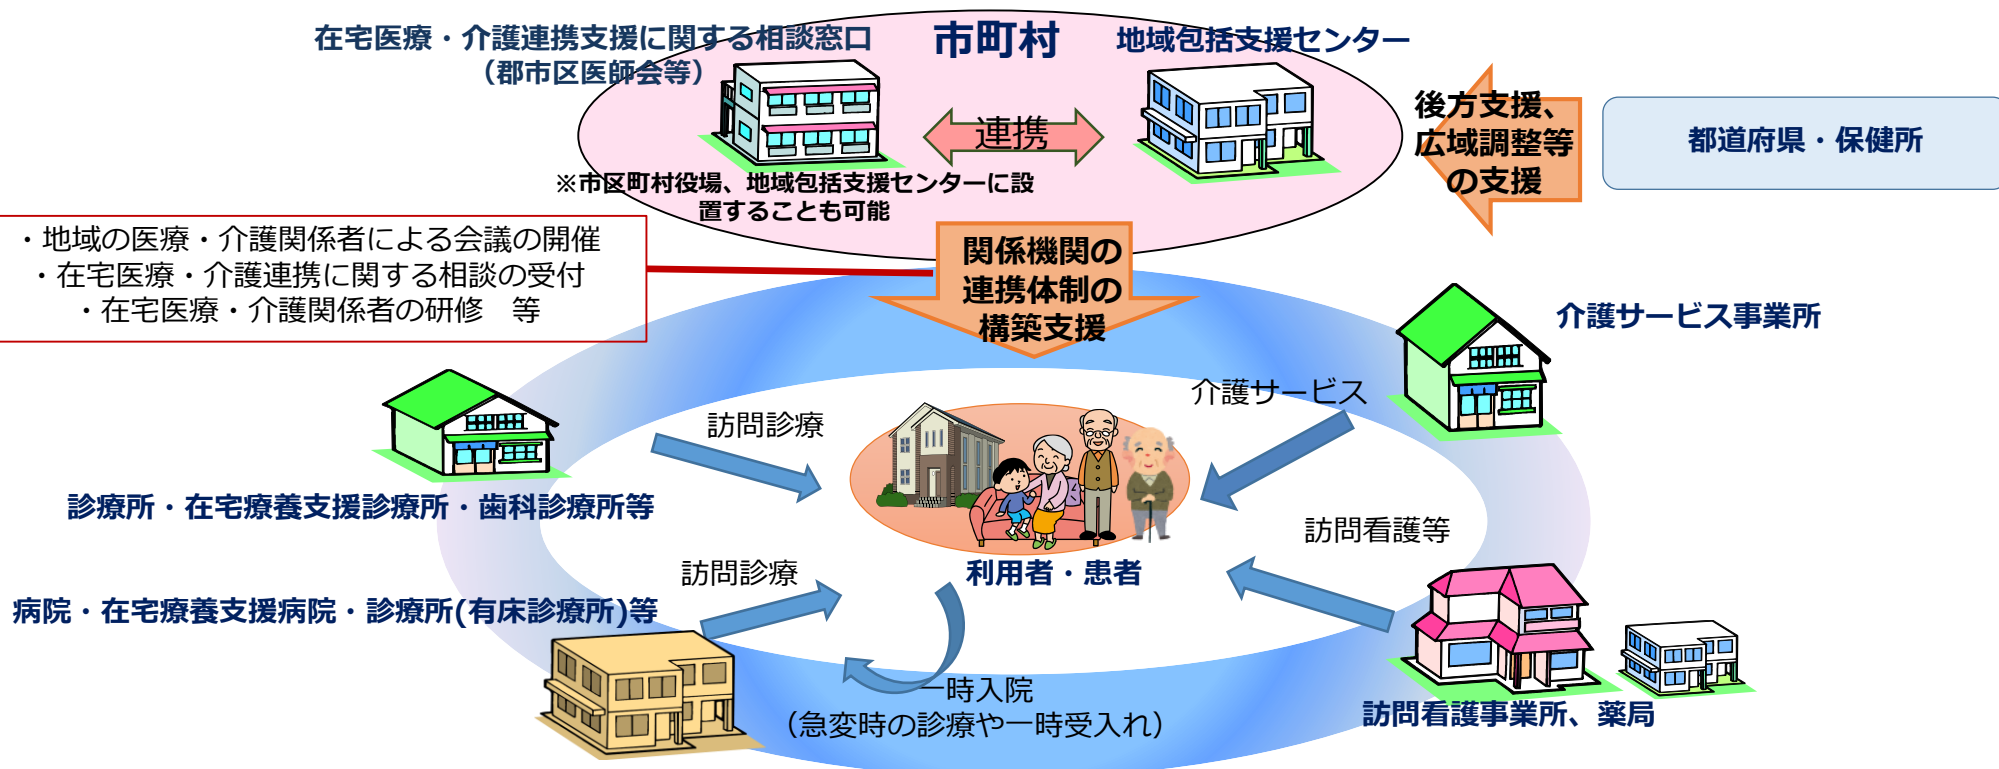 市町村
在宅医療・介護連携支援に関する相談窓口
（郡市区医師会等）
地域包括支援センター
連携
※市区町村役場、地域包括支援センターに設
置することも可能
後方支援、
広域調整等
の支援
都道府県・保健所
・地域の医療・介護関係者による会議の開催
・在宅医療・介護連携に関する相談の受付
・在宅医療・介護関係者の研修　等
関係機関の
連携体制の
構築支援
介護サービス事業所
介護サービス
訪問診療
診療所・在宅療養支援診療所・歯科診療所等
利用者・患者
訪問看護等
訪問診療
病院・在宅療養支援病院・診療所(有床診療所)等
一時入院
（急変時の診療や一時受入れ）
訪問看護事業所、薬局